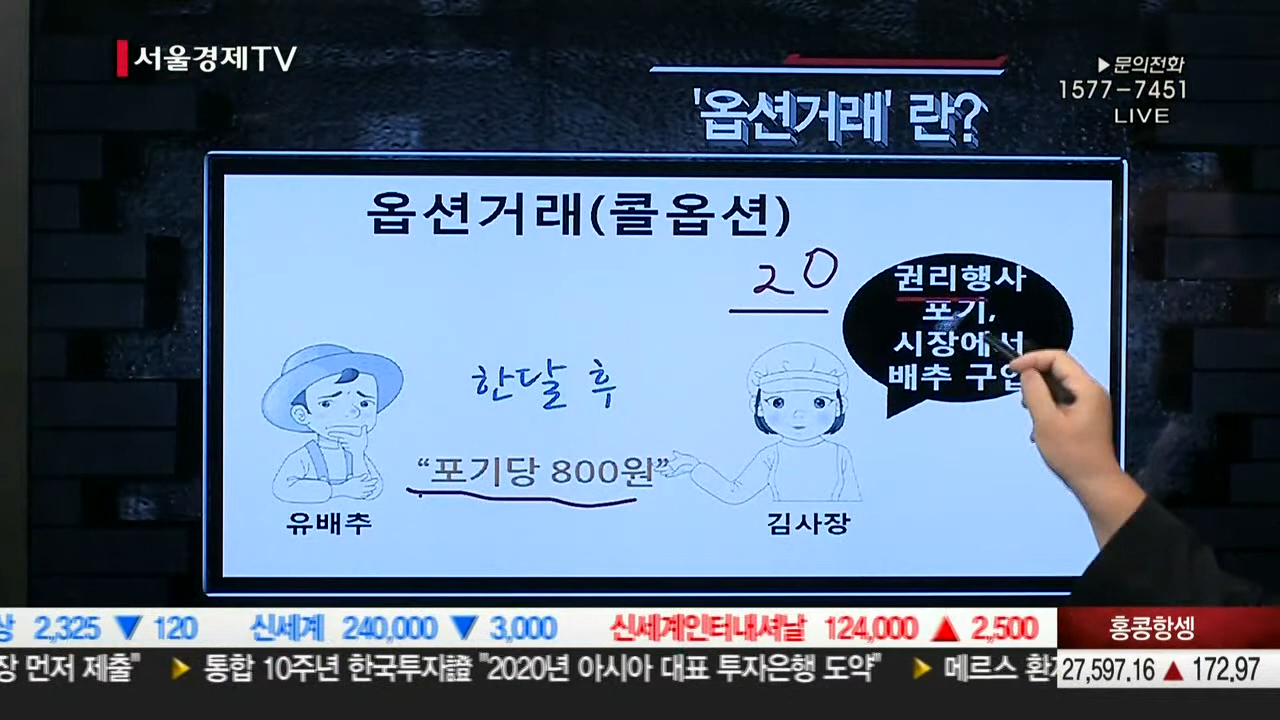 서울경제TV
▶문의전화
1577-7451
LIVE
'옵션거래' 란?
옵션거래(콜옵션)
20
권리행사
포기,
시장에서
배추 구입
한달 후
“포기당 800원”
유배추
김사장
상 2,325 ▼ 120 신세계 240,000 ▼ 3,000 신세계인터내셔날 124,000 ▲ 2,500
홍콩항셍
장 먼저 제출" ▶ 통합 10주년 한국투자證 "2020년 아시아 대표 투자은행 도약" ▶ 메르스
27,597.16 ▲ 172.97